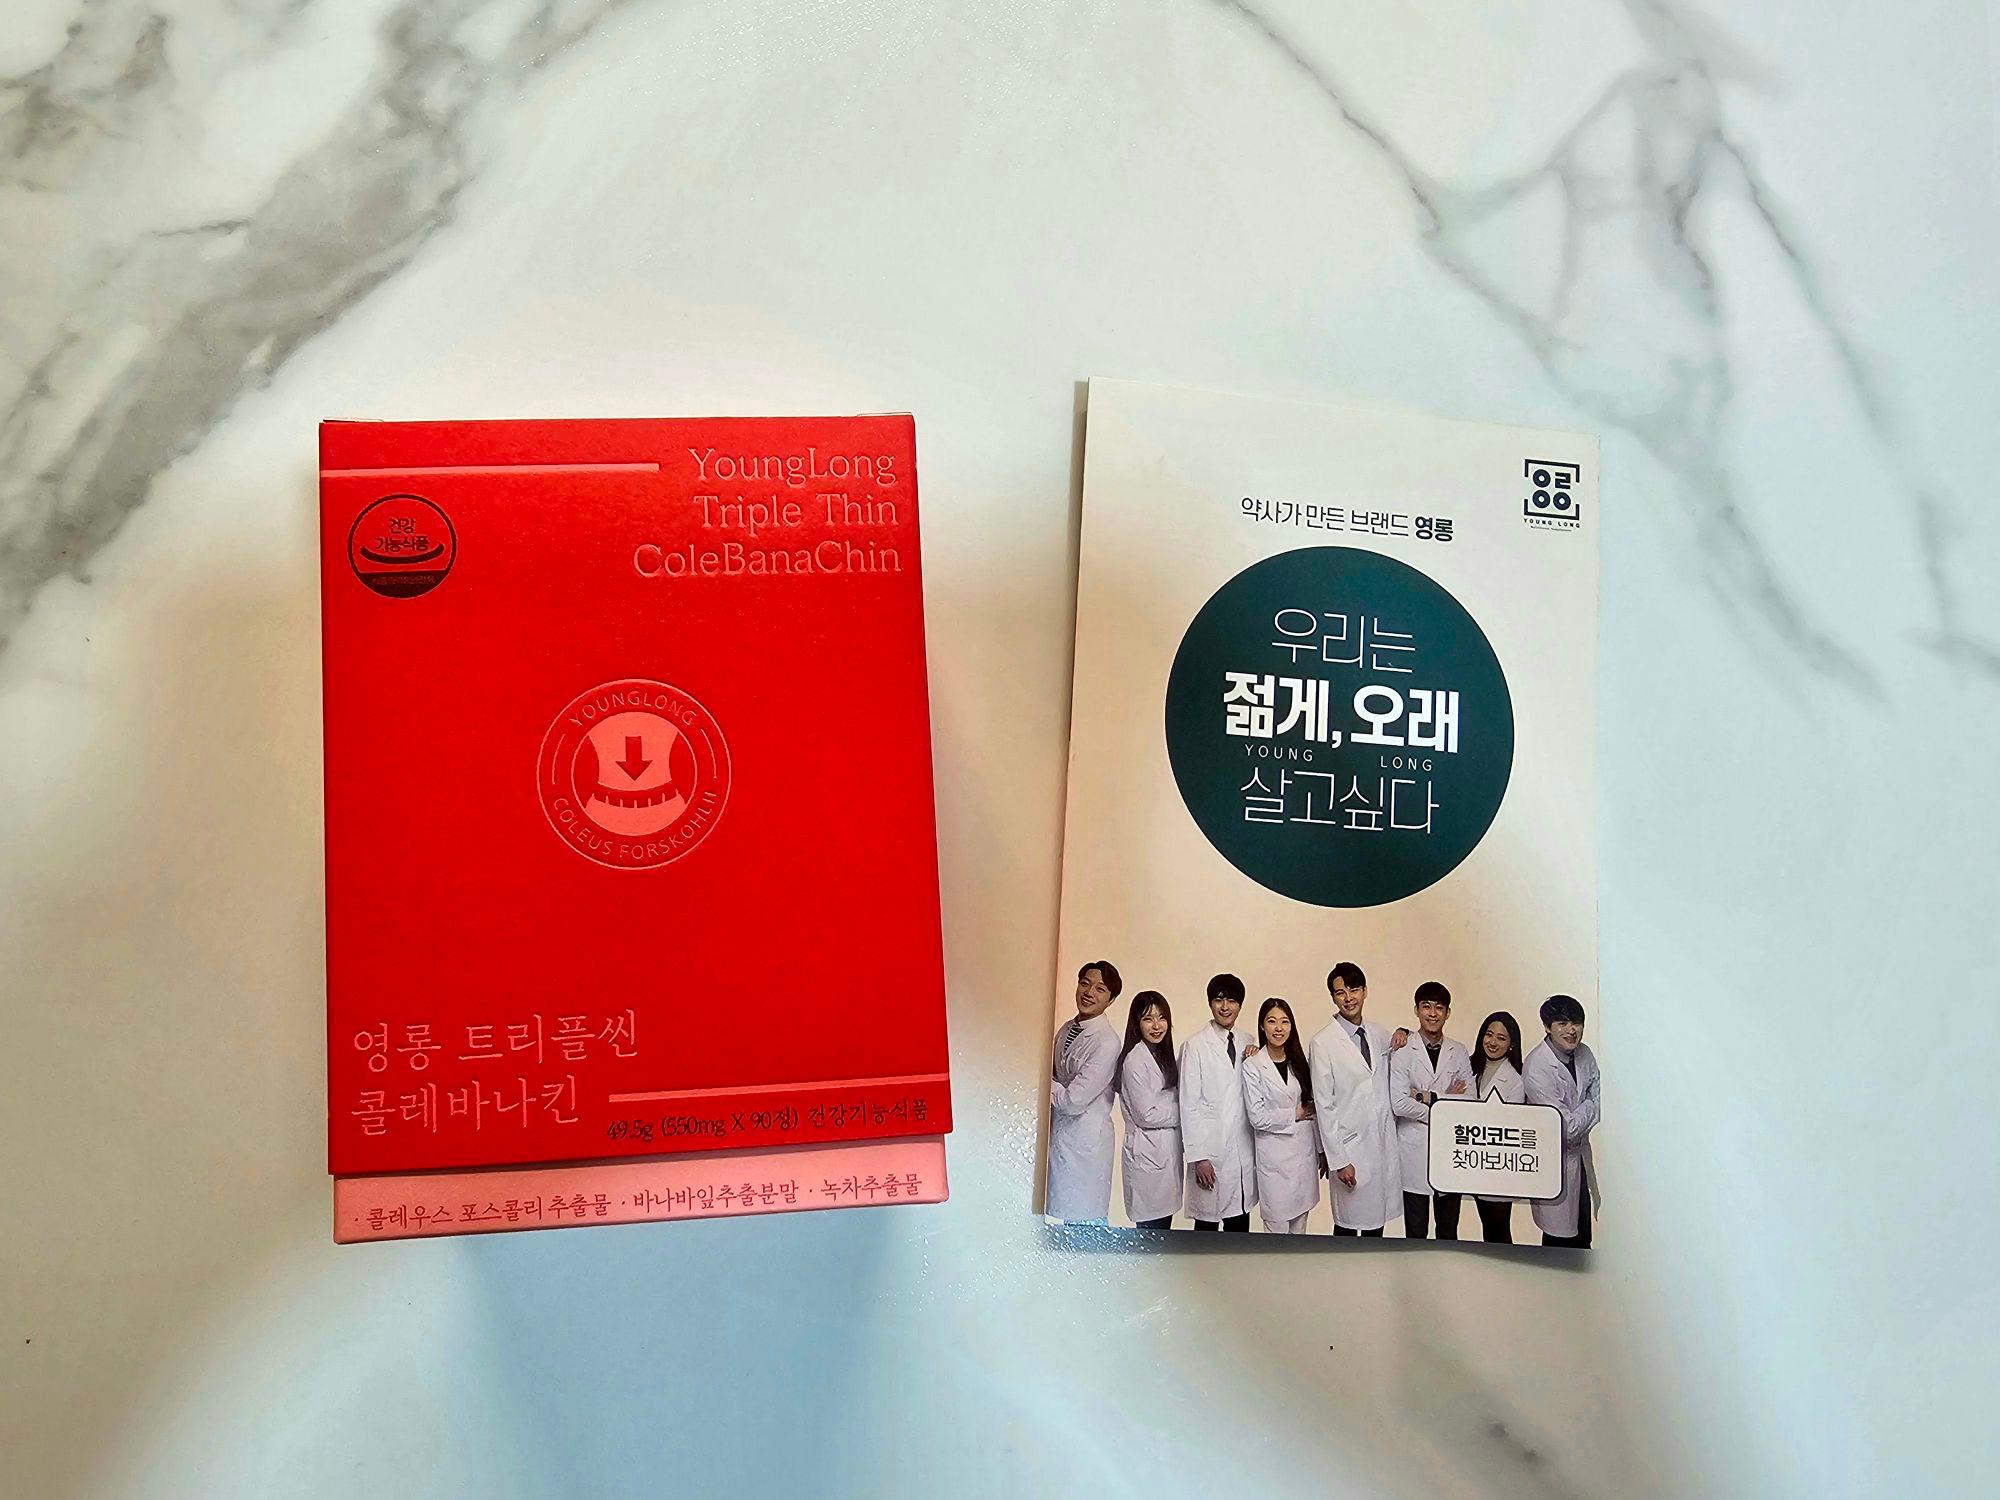 YoungLong
Triple Thin
ColeBanaChin
건강
기능식품
YOUNGLONG
COLEUS FORSKOHLII
영롱 트리플씬
콜레바나킨
49.5g (550mg X 90정) 건강기능식품
· 콜레우스 포스콜리 추출물 · 바나바잎추출분말 · 녹차추출물
YOUNG LONG
약사가 만든 브랜드 영롱
우리는
젊게, 오래
YOUNG LONG
살고싶다
할인코드를
찾아보세요!